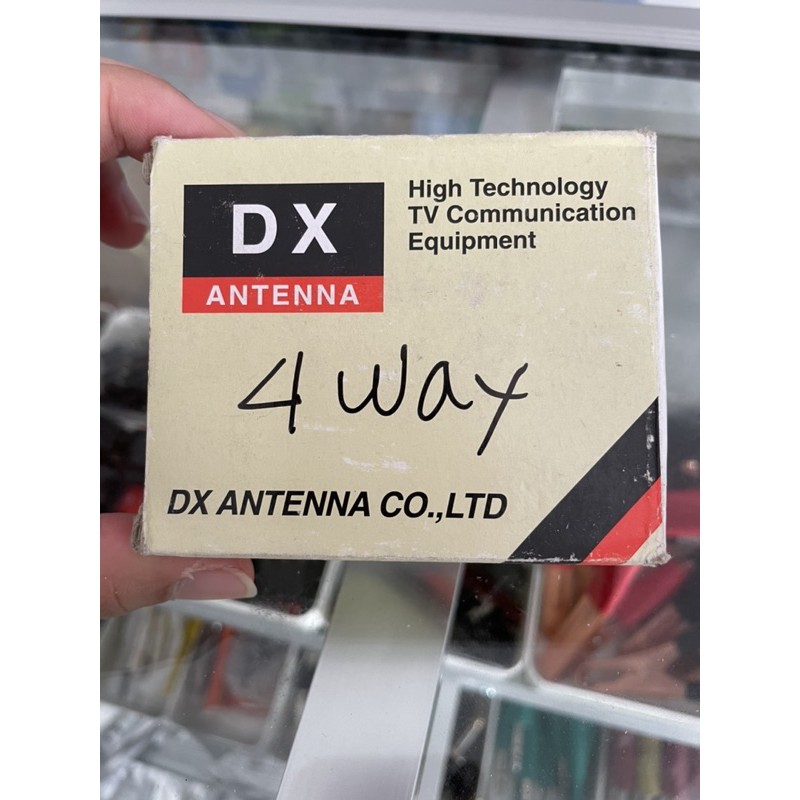 DX
ANTENNA
High Technology
TV Communication
Equipment
4 way
DX ANTENNA CO.,LTD